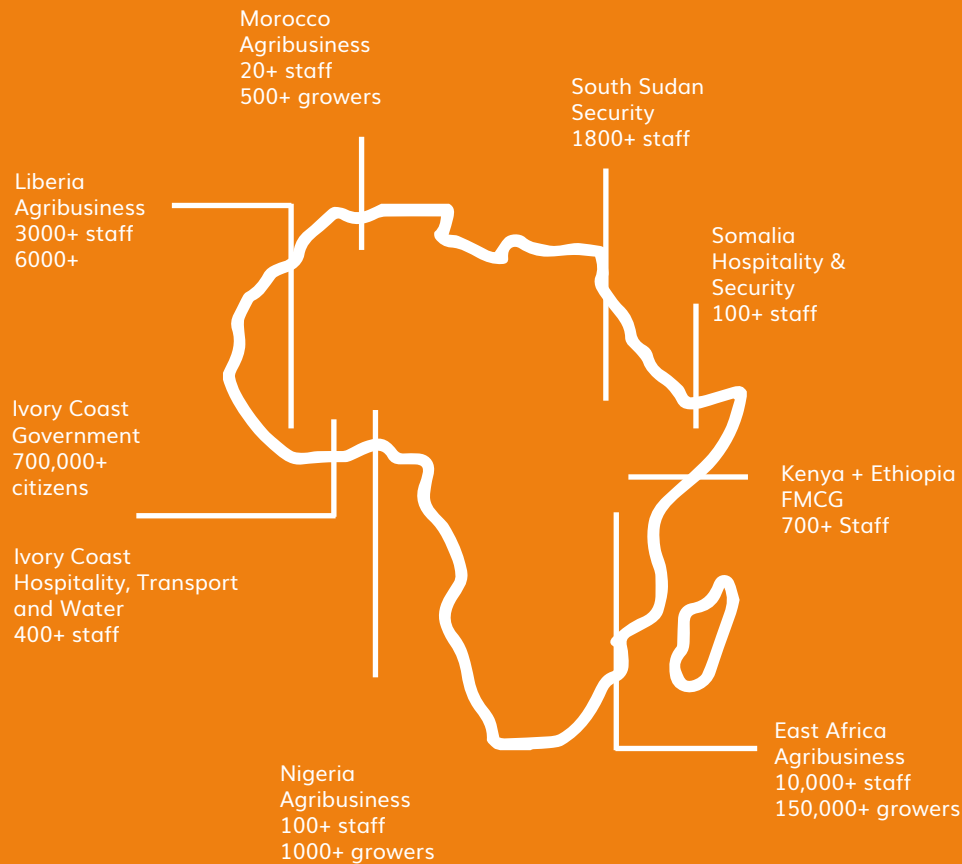 Morocco
Agribusiness
20+ staff
500+ growers
South Sudan
Security
1800+ staff
Liberia
Agribusiness
3000+ staff
6000+
Somalia
Hospitality &
Security
100+ staff
Ivory Coast
Government
700,000+
citizens
Kenya + Ethiopia
FMCG
700+ Staff
Ivory Coast
Hospitality, Transport
and Water
400+ staff
East Africa
Agribusiness
10,000+ staff
150,000+ growers
Nigeria
Agribusiness
100+ staff
1000+ growers